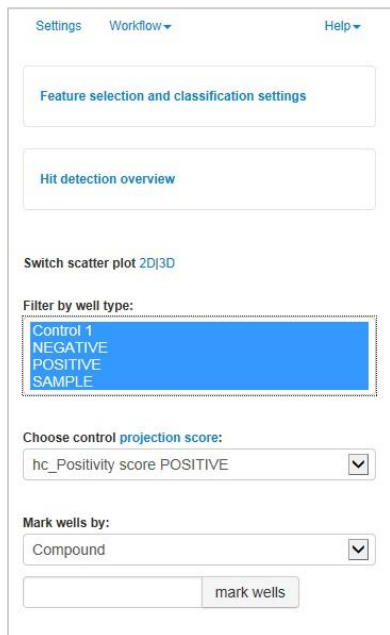 Settings Workflow Help
Feature selection and classification settings
Hit detection overview
Switch scatter plot 2D|3D
Filter by well type:
Control 1
NEGATIVE
POSITIVE
SAMPLE
Choose control projection score:
hc_Positivity score POSITIVE
Mark wells by:
Compound
mark wells